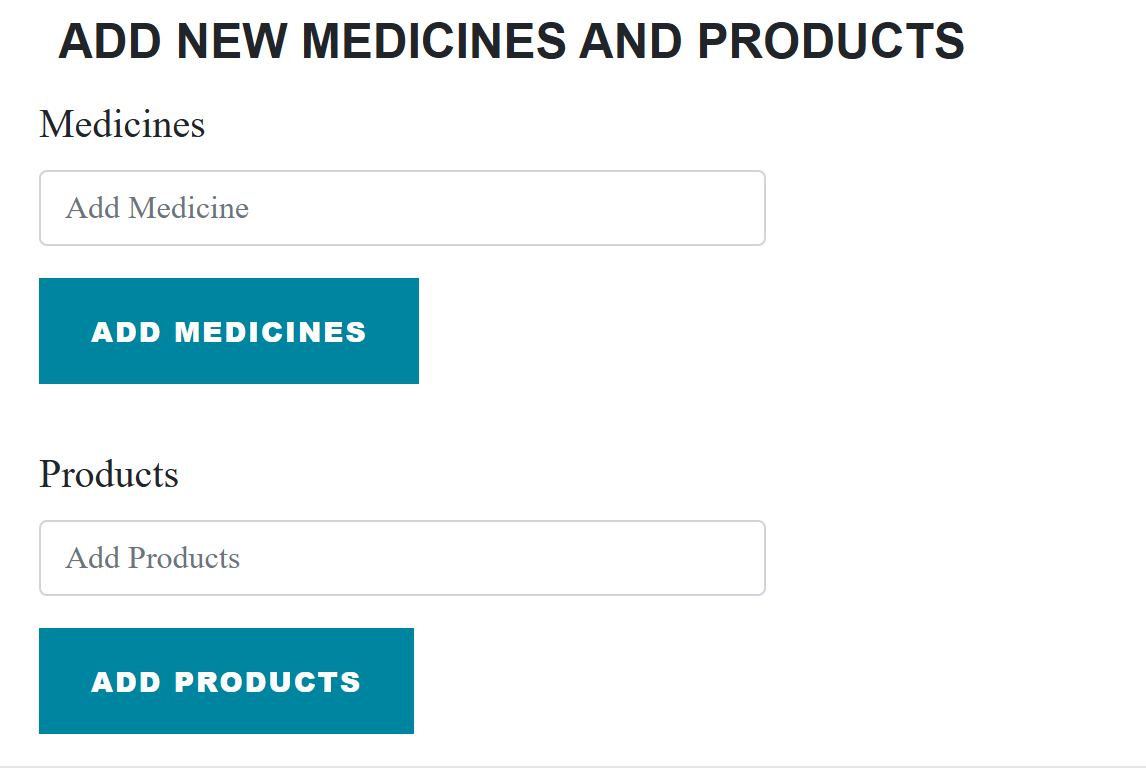 ADD NEW MEDICINES AND PRODUCTS
Medicines
Add Medicine
ADD MEDICINES
Products
Add Products
ADD PRODUCTS